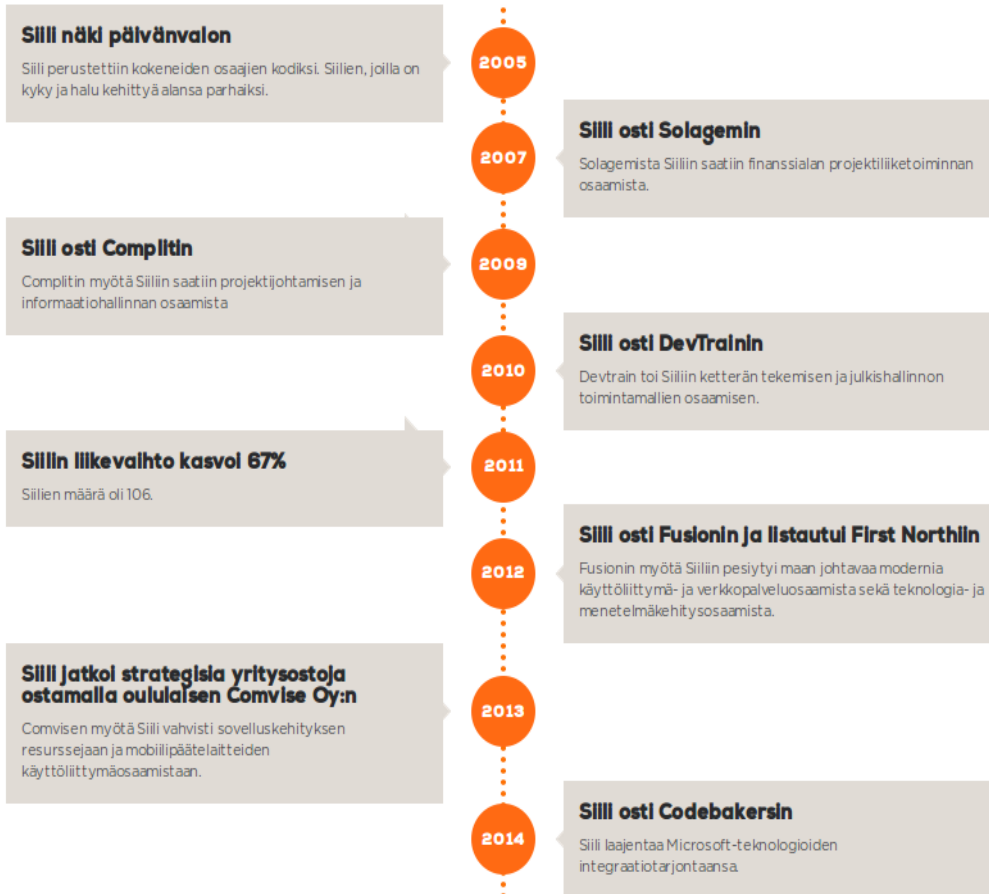 Siili näki päivänvalon
Siili perustettiin kokeneiden osaajien kodiksi. Siilien, joilla on
kyky ja halu kehittyä alansa parhaiksi.
2005
Siili osti Solagemin
Solagemista Siiliin saatiin finanssialan projektiliiketoiminnan
osaamista.
2007
Siili osti Complitin
Complitin myötä Siiliin saatiin projektijohtamisen ja
informaatiohallinnan osaamista
2009
Siili osti DevTrainin
Devtrain toi Siiliin ketterän tekemisen ja julkishallinnon
toimintamallien osaamisen.
2010
Siilin liikevaihto kasvoi 67%
Siilien määrä oli 106.
2011
Siili osti Fusionin ja listautui First Northiin
Fusionin myötä Siiliin pesiytyi maan johtavaa modernia
käyttöliittymä- ja verkkopalveluosaamista sekä teknologia- ja
menetelmäkehitysosaamista.
2012
Siili jatkoi strategisia yritysostoja
ostamalla oululaisen Comvise Oy:n
Comvisen myötä Siili vahvisti sovelluskehityksen
resurssejaan ja mobiilipäätelaitteiden
käyttöliittymäosaamistaan.
2013
Siili osti Codebakersin
Siili laajentaa Microsoft-teknologioiden
integraatiotarjontaansa.
2014